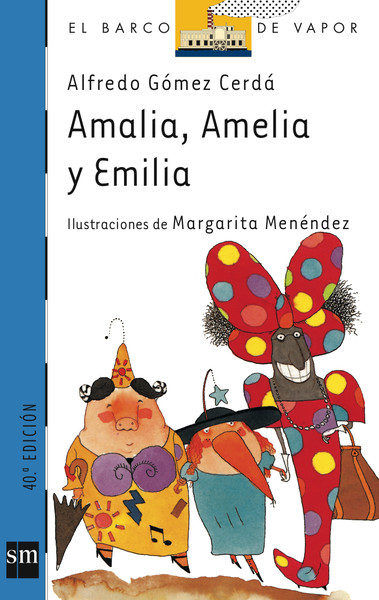 EL BARCO DE VAPOR
Alfredo Gómez Cerdá
Amalia, Amelia
y Emilia
Ilustraciones de Margarita Menéndez
40.ª EDICIÓN
sm